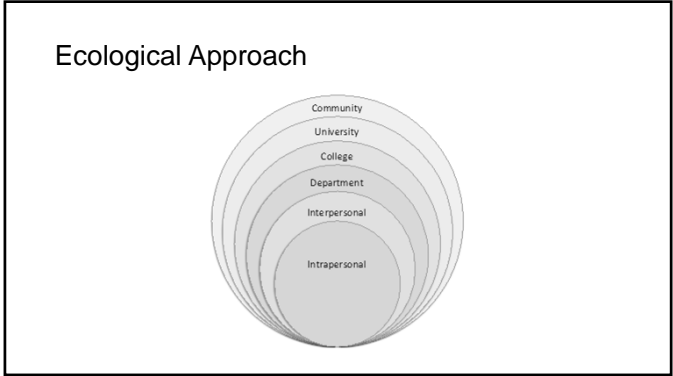 Ecological Approach
Community
University
College
Department
Interpersonal
Intrapersonal